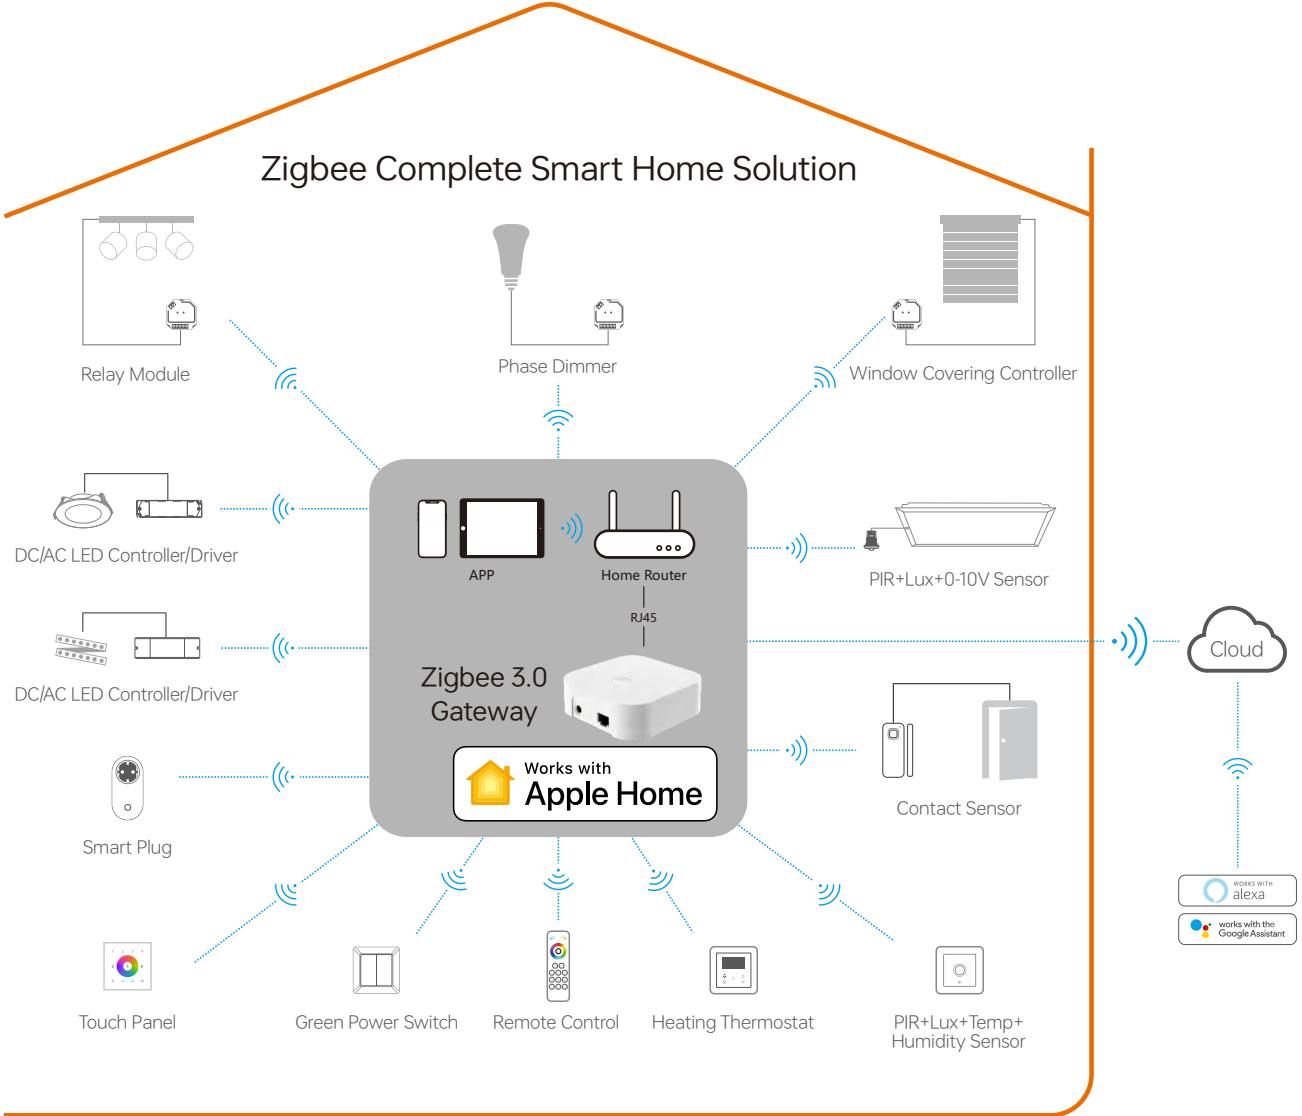 Zigbee Complete Smart Home Solution
Relay Module
Phase Dimmer
Window Covering Controller
DC/AC LED Controller/Driver
APP
Home Router
PIR+Lux+0-10V Sensor
RJ45
Cloud
DC/AC LED Controller/Driver
Zigbee 3.0
Gateway
Works with
Apple Home
Contact Sensor
Smart Plug
WORKS WITH
alexa
works with the
Google Assistant
Touch Panel
Green Power Switch
Remote Control
Heating Thermostat
PIR+Lux+Temp+
Humidity Sensor